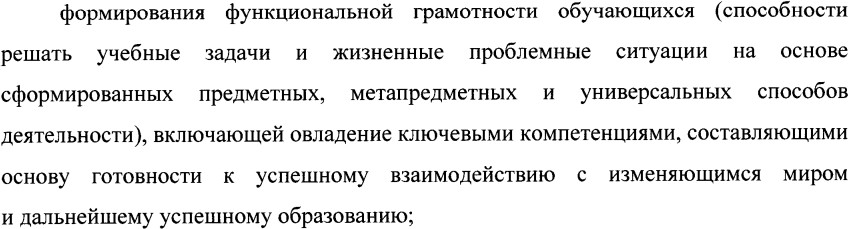 формирования функциональной грамотности обучающихся (способности
решать учебные задачи и жизненные проблемные ситуации на основе
сформированных предметных, метапредметных и универсальных способов
деятельности), включающей овладение ключевыми компетенциями, составляющими
основу готовности к успешному взаимодействию с изменяющимся миром
и дальнейшему успешному образованию;